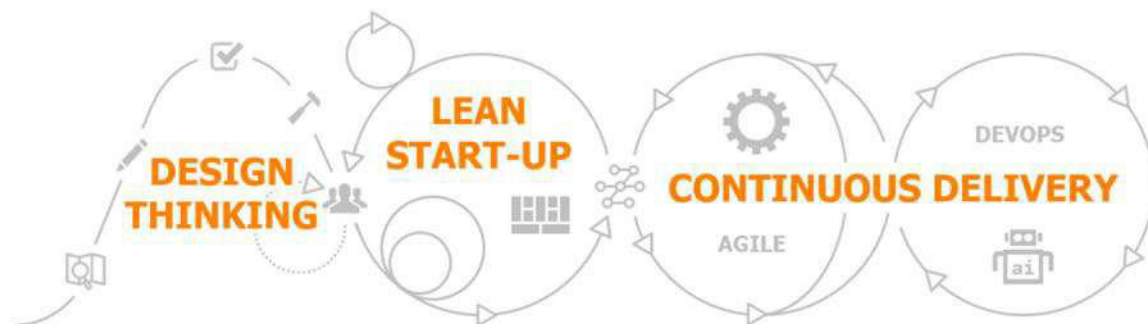 DESIGN
THINKING
LEAN
START-UP
CONTINUOUS DELIVERY
AGILE
DEVOPS
ai